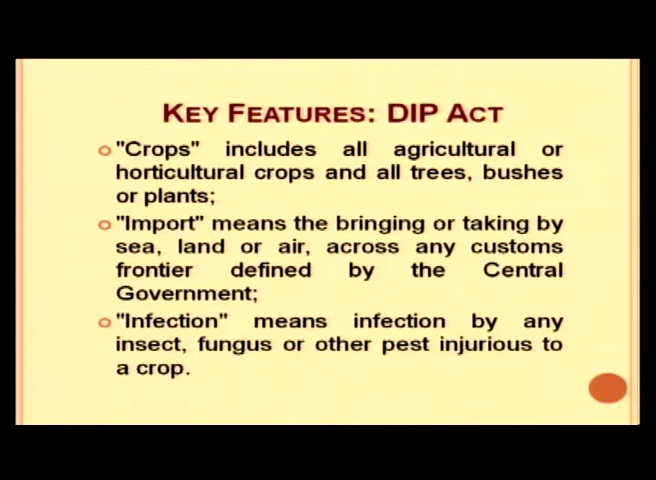 KEY FEATURES: DIP ACT
"Crops" includes all agricultural or
horticultural crops and all trees, bushes
or plants;
"Import" means the bringing or taking by
sea, land or air, across any customs
frontier defined by the Central
Government;
"Infection" means infection by any
insect, fungus or other pest injurious to
a crop.